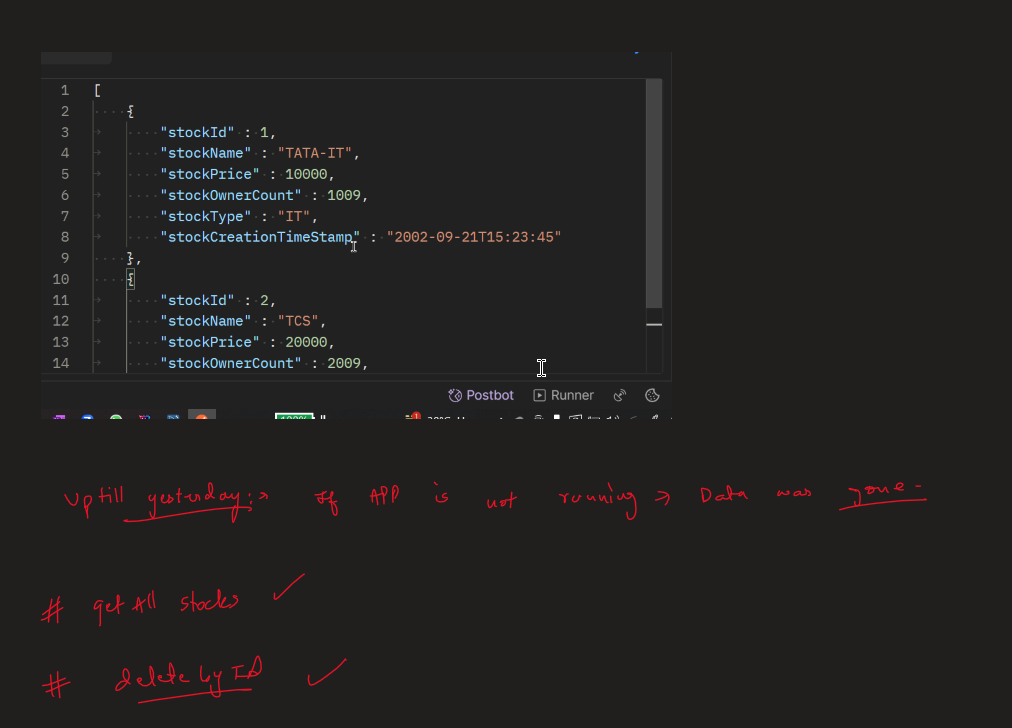 1 [
2 {
3 "stockId" : 1,
4 "stockName" : "TATA-IT",
5 "stockPrice" : 10000,
6 "stockOwnerCount" : 1009,
7 "stockType" : "IT",
8 "stockCreationTimeStamp" : "2002-09-21T15:23:45"
9 },
10 {
11 "stockId" : 2,
12 "stockName" : "TCS",
13 "stockPrice" : 20000,
14 "stockOwnerCount" : 2009,
Postbot Runner
Uptill yesterday:→ If APP is not running → Data was gone.
# getAll stocks ✓
# delete by ID ✓